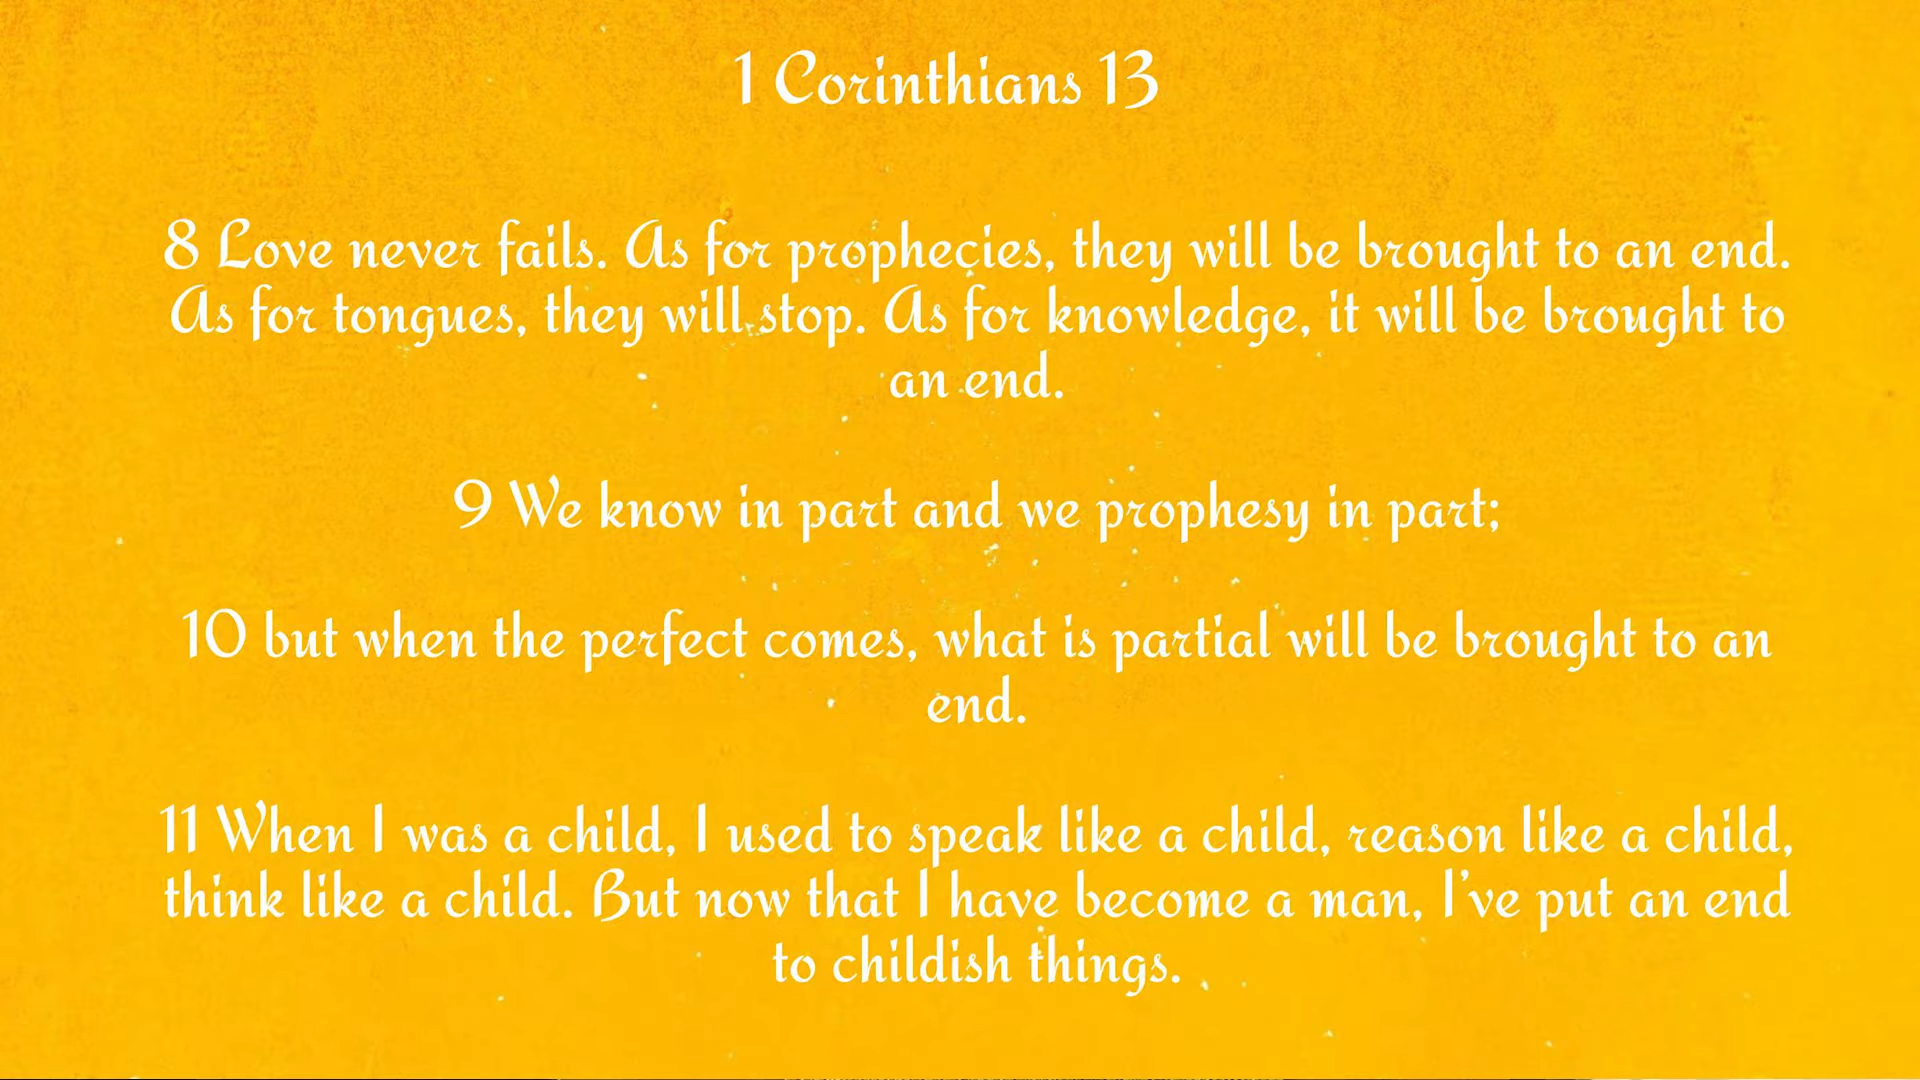 1 Corinthians 13
8 Love never fails. As for prophecies, they will be brought to an end.
As for tongues, they will stop. As for knowledge, it will be brought to
an end.
9 We know in part and we prophesy in part;
10 but when the perfect comes, what is partial will be brought to an
end.
11 When I was a child, I used to speak like a child, reason like a child,
think like a child. But now that I have become a man, I’ve put an end
to childish things.